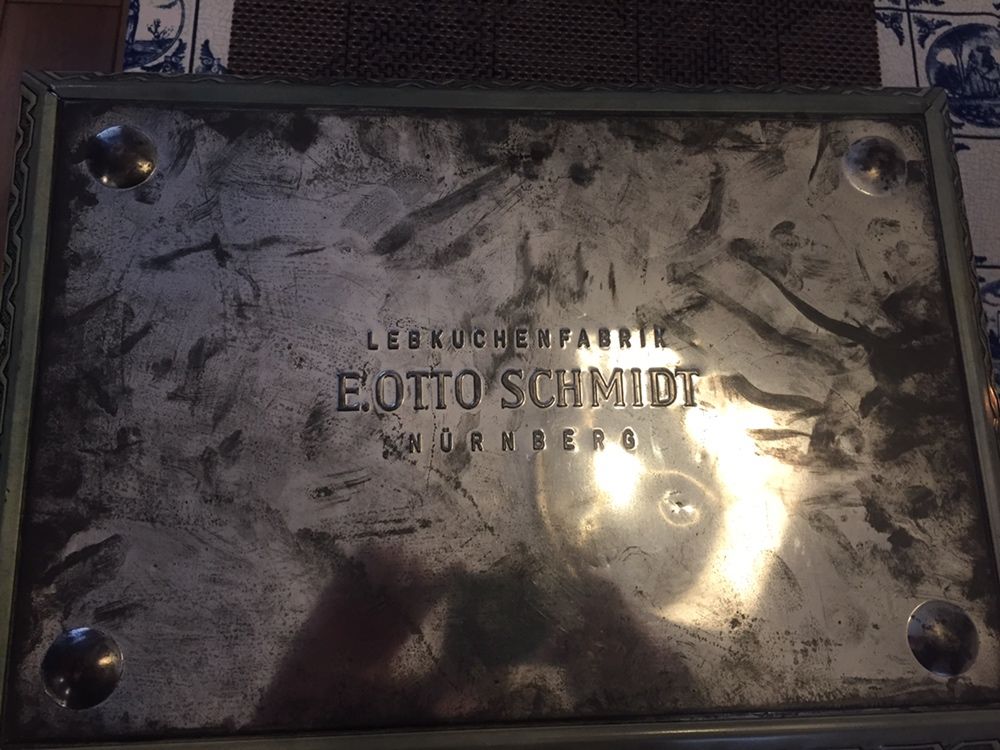 LEBKUCHENFABRIK
E. OTTO SCHMIDT
NÜRNBERG